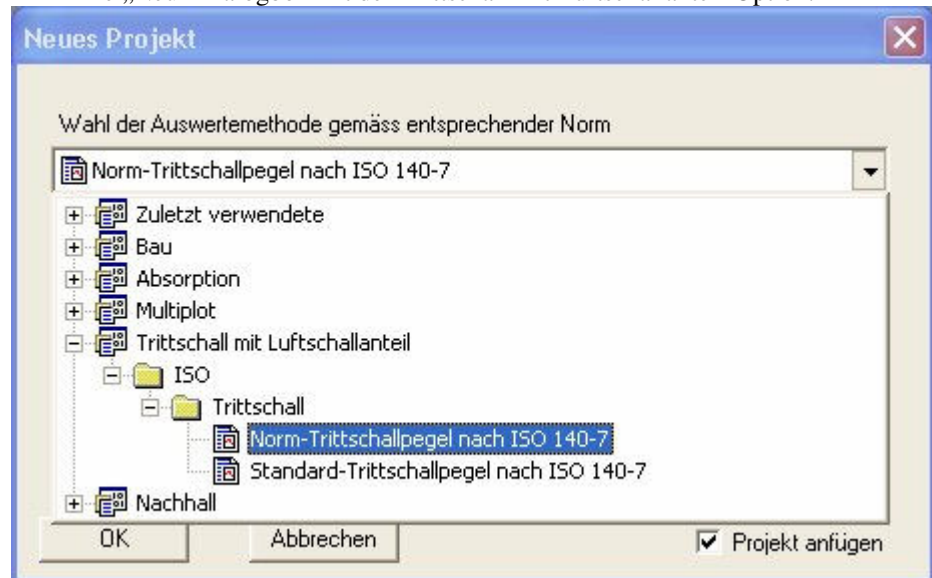 Neues Projekt
Wahl der Auswertemethode gemäss entsprechender Norm
Norm-Trittschallpegel nach ISO 140-7
Zuletzt verwendete
Bau
Absorption
Multiplot
Trittschall mit Luftschallanteil
ISO
Trittschall
Norm-Trittschallpegel nach ISO 140-7
Standard-Trittschallpegel nach ISO 140-7
Nachhall
OK Abbrechen Projekt anfügen